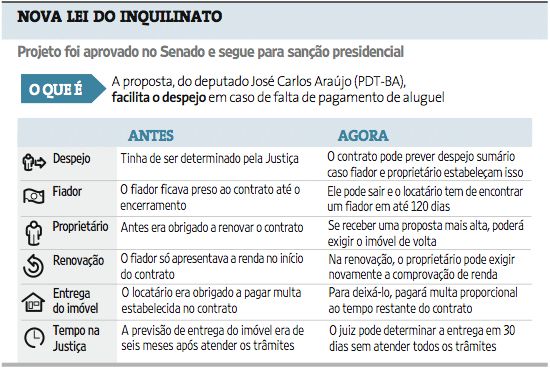 NOVA LEI DO INQUILINATO
Projeto foi aprovado no Senado e segue para sanção presidencial
O QUE É
A proposta, do deputado José Carlos Araújo (PDT-BA),
facilita o despejo em caso de falta de pagamento de aluguel
ANTES
AGORA
Despejo
Tinha de ser determinado pela Justiça
O contrato pode prever despejo sumário
caso fiador e proprietário estabeleçam isso
Fiador
O fiador ficava preso ao contrato até o
encerramento
Ele pode sair e o locatário tem de encontrar
um fiador em até 120 dias
Proprietário
Antes era obrigado a renovar o contrato
Se receber uma proposta mais alta, poderá
exigir o imóvel de volta
Renovação
O fiador só apresentava a renda no início
do contrato
Na renovação, o proprietário pode exigir
novamente a comprovação de renda
Entrega
do imóvel
O locatário era obrigado a pagar multa
estabelecida no contrato
Para deixá-lo, pagará multa proporcional
ao tempo restante do contrato
Tempo na
Justiça
A previsão de entrega do imóvel era de
seis meses após atender os trâmites
O juiz pode determinar a entrega em 30
dias sem atender todos os trâmites